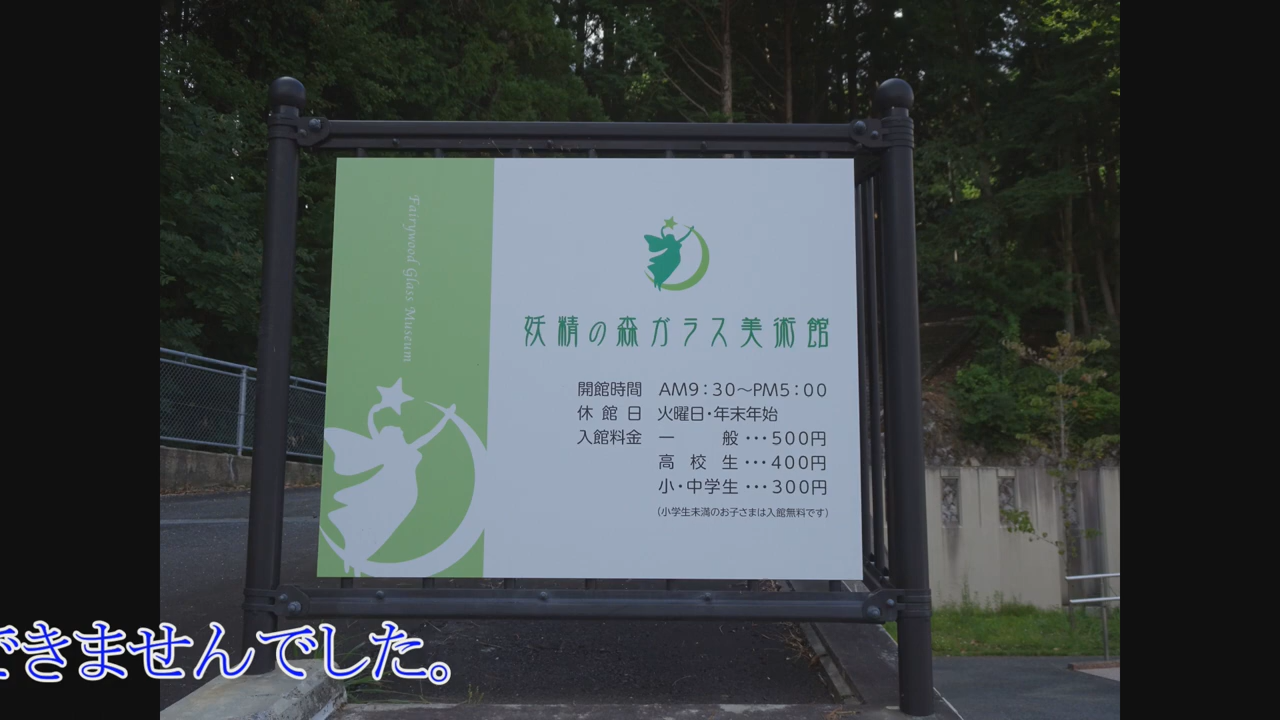 Fairywood Glass Museum
妖精の森ガラス美術館
開館時間 AM9:30～PM5:00
休館日 火曜日・年末年始
入館料金 一般・・・500円
高校生・・・400円
小・中学生・・・300円
(小学生未満のお子さまは入館無料です)
できませんでした。